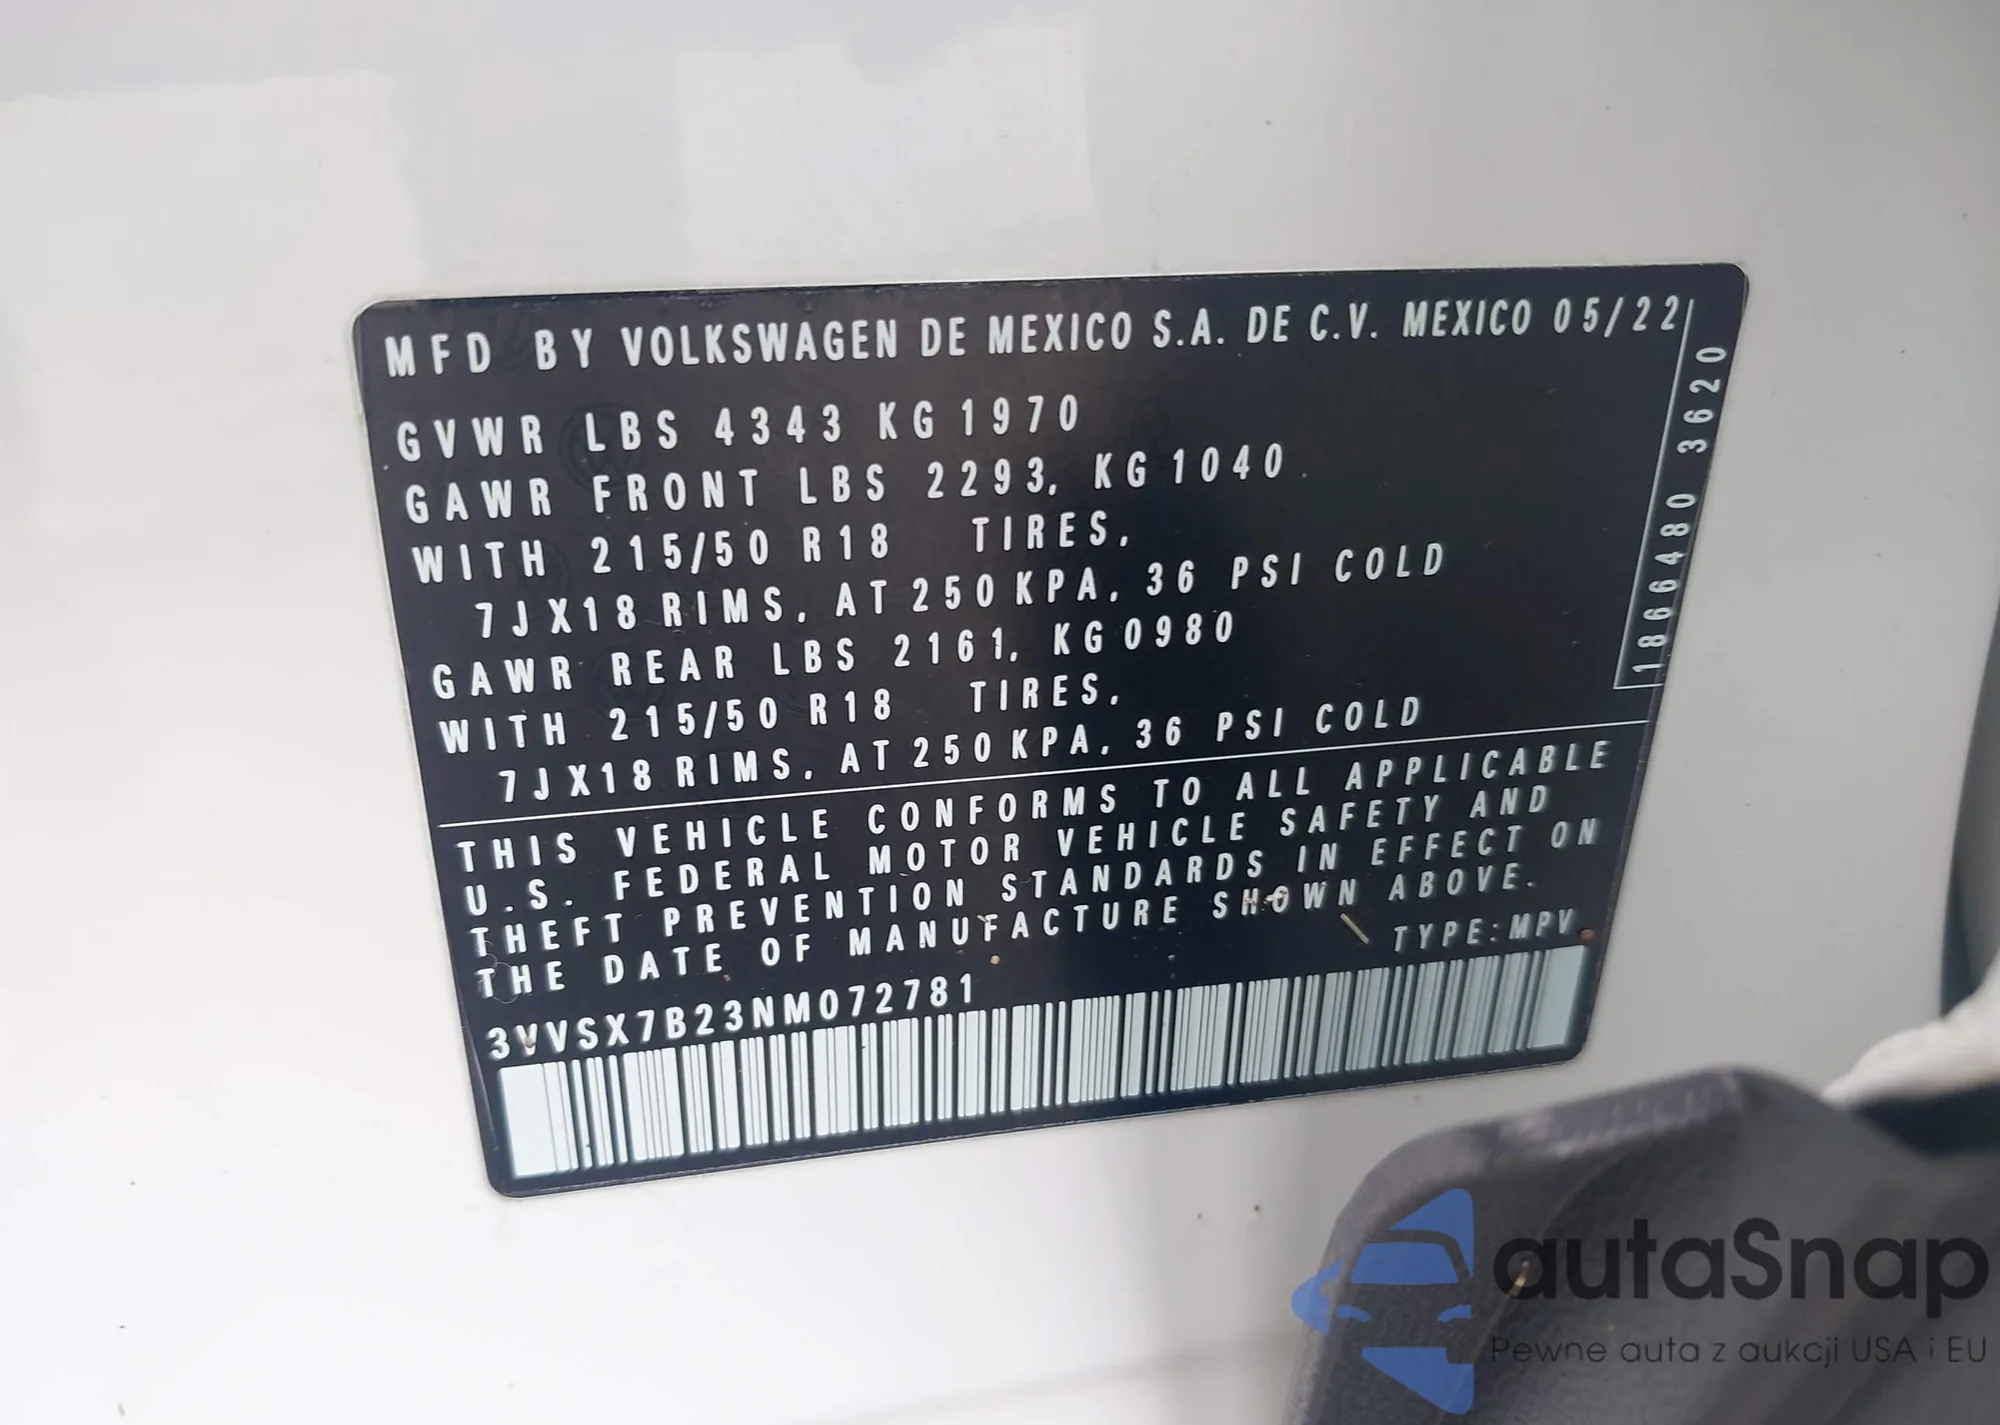 MFD BY VOLKSWAGEN DE MEXICO S.A. DE C.V. MEXICO 05/22
GVWR LBS 4343 KG 1970
GAWR FRONT LBS 2293, KG 1040
WITH 215/50 R18 TIRES,
7JX18 RIMS, AT 250 KPA, 36 PSI COLD
GAWR REAR LBS 2161, KG 0980
WITH 215/50 R18 TIRES,
7JX18 RIMS, AT 250 KPA, 36 PSI COLD
1866480 3620
THIS VEHICLE CONFORMS TO ALL APPLICABLE
U.S. FEDERAL MOTOR VEHICLE SAFETY AND
THEFT PREVENTION STANDARDS IN EFFECT ON
THE DATE OF MANUFACTURE SHOWN ABOVE.
TYPE: MPV
3VVSX7B23NM072781
autaSnap
Pewne auta z aukcji USA i EU